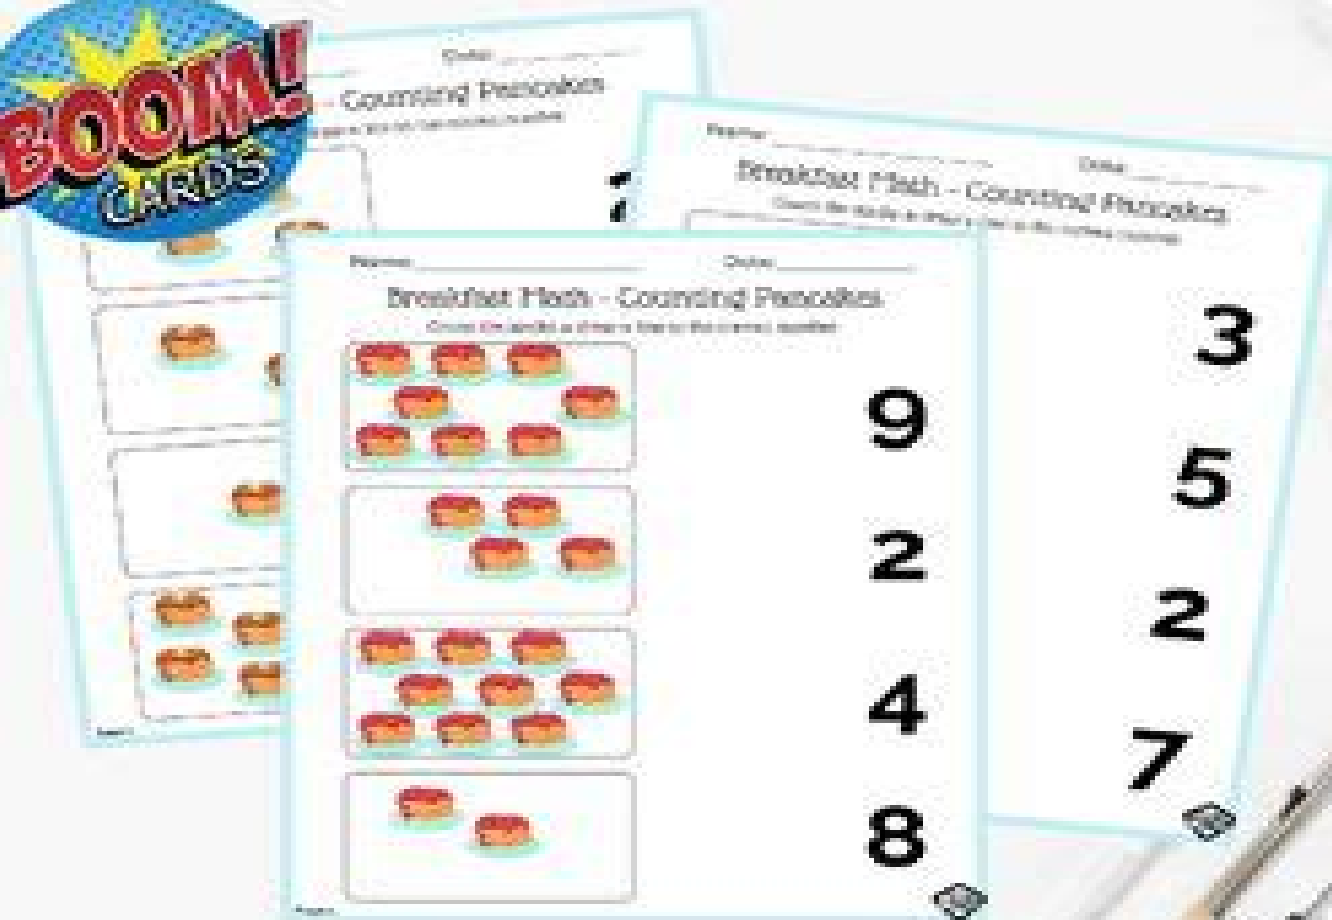 BOOM!
CARDS
Date:
- Counting Pancakes
Name:
Date:
Breakfast Math - Counting Pancakes
3
5
2
7
Name:
Date:
Breakfast Math - Counting Pancakes
9
2
4
8